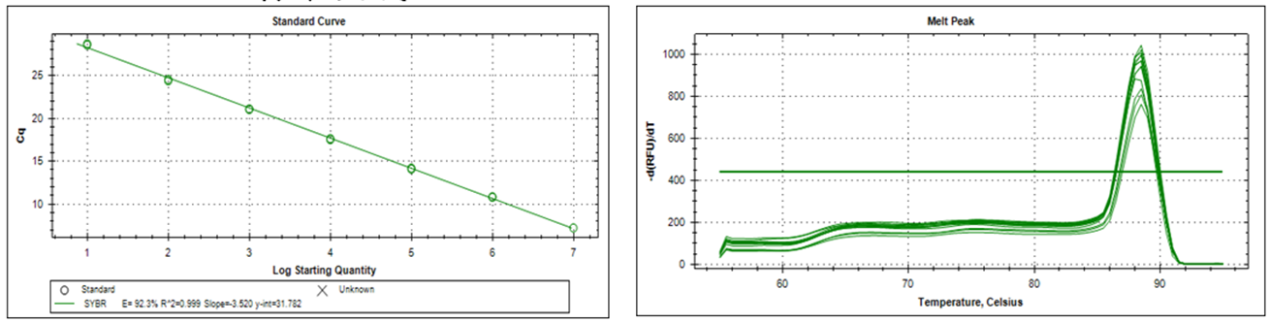 Standard Curve
Cq
25
20
15
10
1 2 3 4 5 6 7
Log Starting Quantity
Standard Unknown
SYBR E= 92.3% R^2=0.999 Slope=-3.520 y-int=31.782
Melt Peak
-d(RFU)/dT
1000
800
600
400
200
0
60 70 80 90
Temperature, Celsius